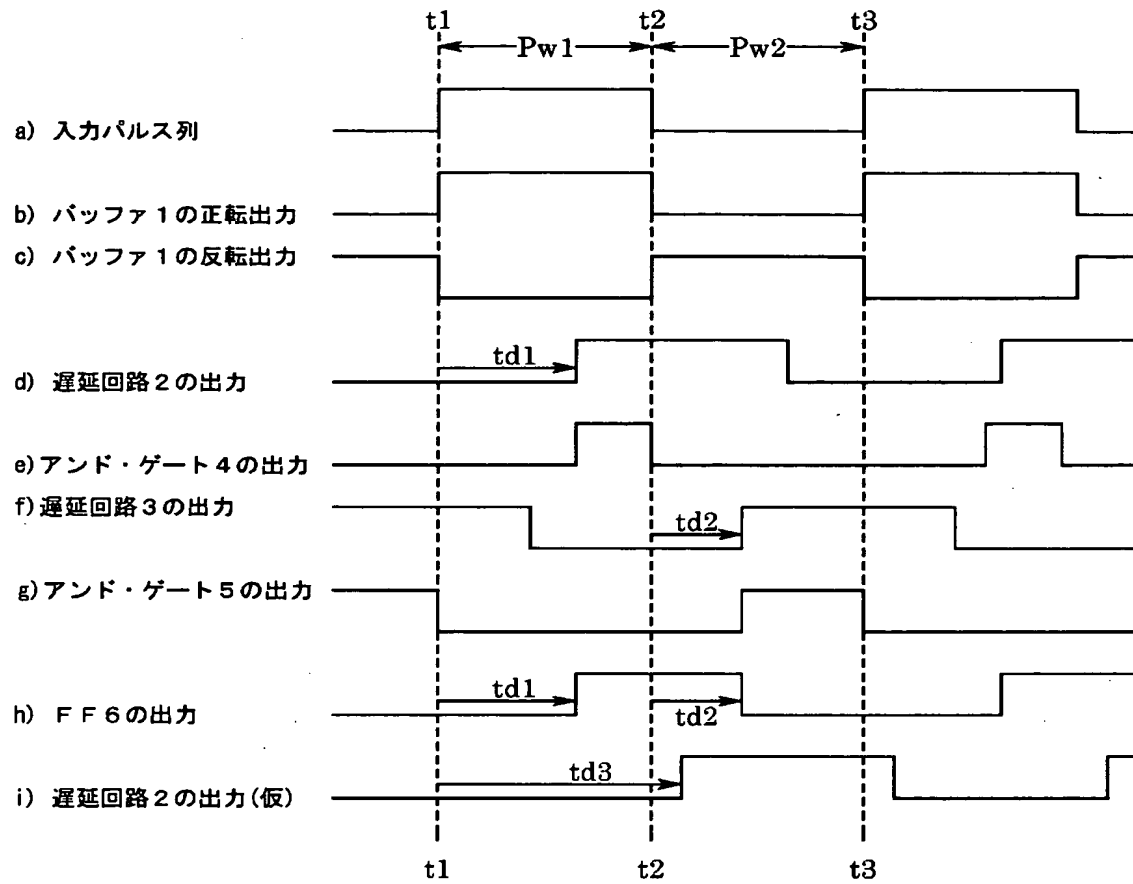 t1 t2 t3
Pw1 Pw2
a) 入力パルス列
b) バッファ1の正転出力
c) バッファ1の反転出力
td1
d) 遅延回路2の出力
e)アンド・ゲート4の出力
f)遅延回路3の出力
td2
g)アンド・ゲート5の出力
td1
h) FF6の出力
td2
td3
i) 遅延回路2の出力(仮)
t1 t2 t3